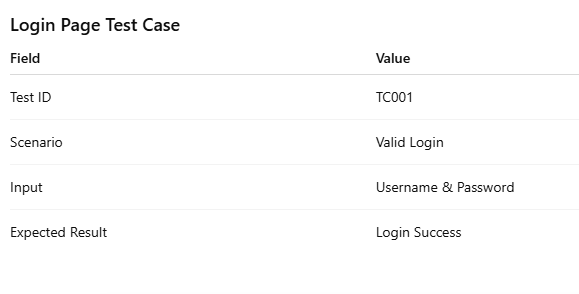 Login Page Test Case
Field Value
Test ID TC001
Scenario Valid Login
Input Username & Password
Expected Result Login Success